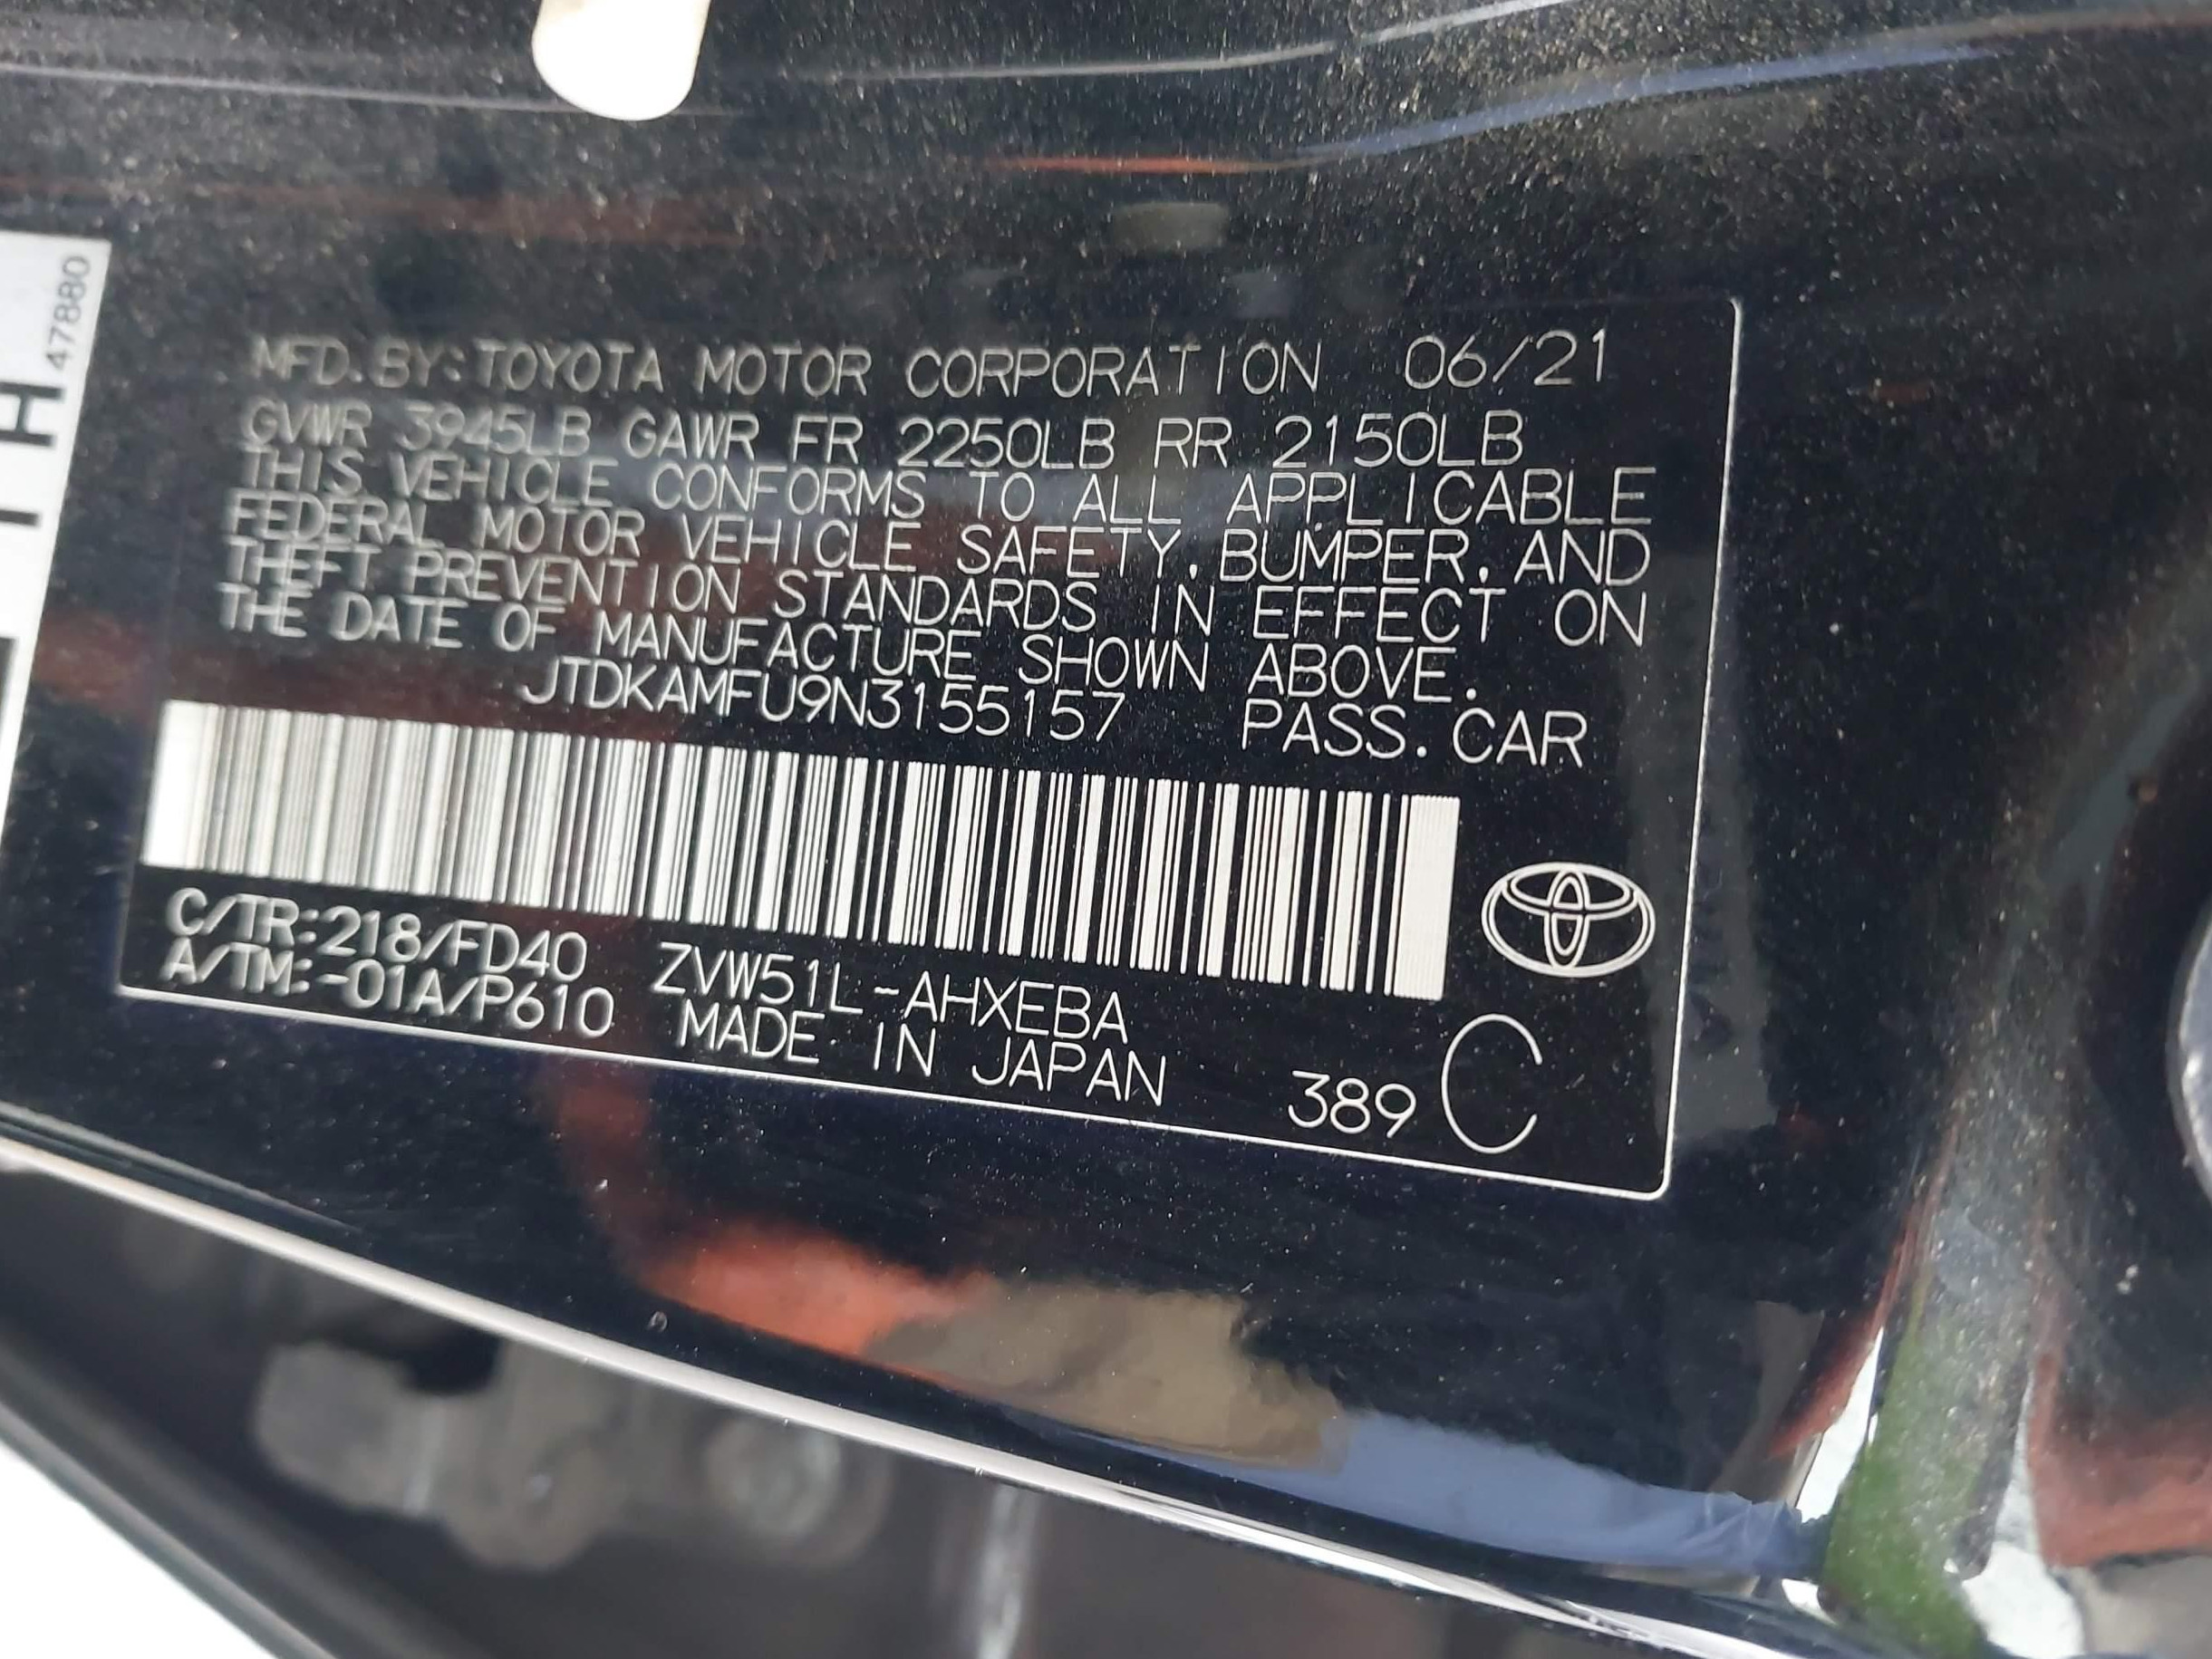 MFD.BY:TOYOTA MOTOR CORPORATION 06/21
GVWR 3945LB GAWR FR 2250LB RR 2150LB
THIS VEHICLE CONFORMS TO ALL APPLICABLE
FEDERAL MOTOR VEHICLE SAFETY, BUMPER, AND
THEFT PREVENTION STANDARDS IN EFFECT ON
THE DATE OF MANUFACTURE SHOWN ABOVE.
JTDKAMFU9N3155157 PASS.CAR
C/TR:218/FD40 ZVW51L-AHXEBA
A/TM:-01A/P610 MADE IN JAPAN 389 C
47880